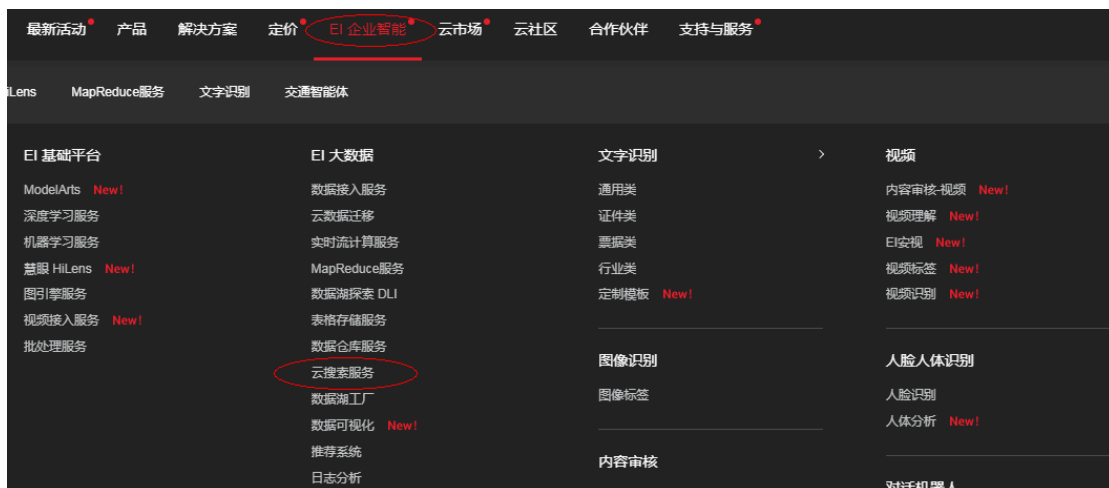 最新活动 产品 解决方案 定价 EI 企业智能 云市场 云社区 合作伙伴 支持与服务
iLens MapReduce服务 文字识别 交通智能体
EI 基础平台
ModelArts New!
深度学习服务
机器学习服务
慧眼 HiLens New!
图引擎服务
视频接入服务 New!
批处理服务
EI 大数据
数据接入服务
云数据迁移
实时流计算服务
MapReduce服务
数据湖探索 DLI
表格存储服务
数据仓库服务
云搜索服务
数据湖工厂
数据可视化 New!
推荐系统
日志分析
文字识别 >
通用类
证件类
票据类
行业类
定制模板 New!
图像识别
图像标签
内容审核
视频
内容审核-视频 New!
视频理解 New!
EI安视 New!
视频标签 New!
视频识别 New!
人脸人体识别
人脸识别
人体分析 New!
对话机器人